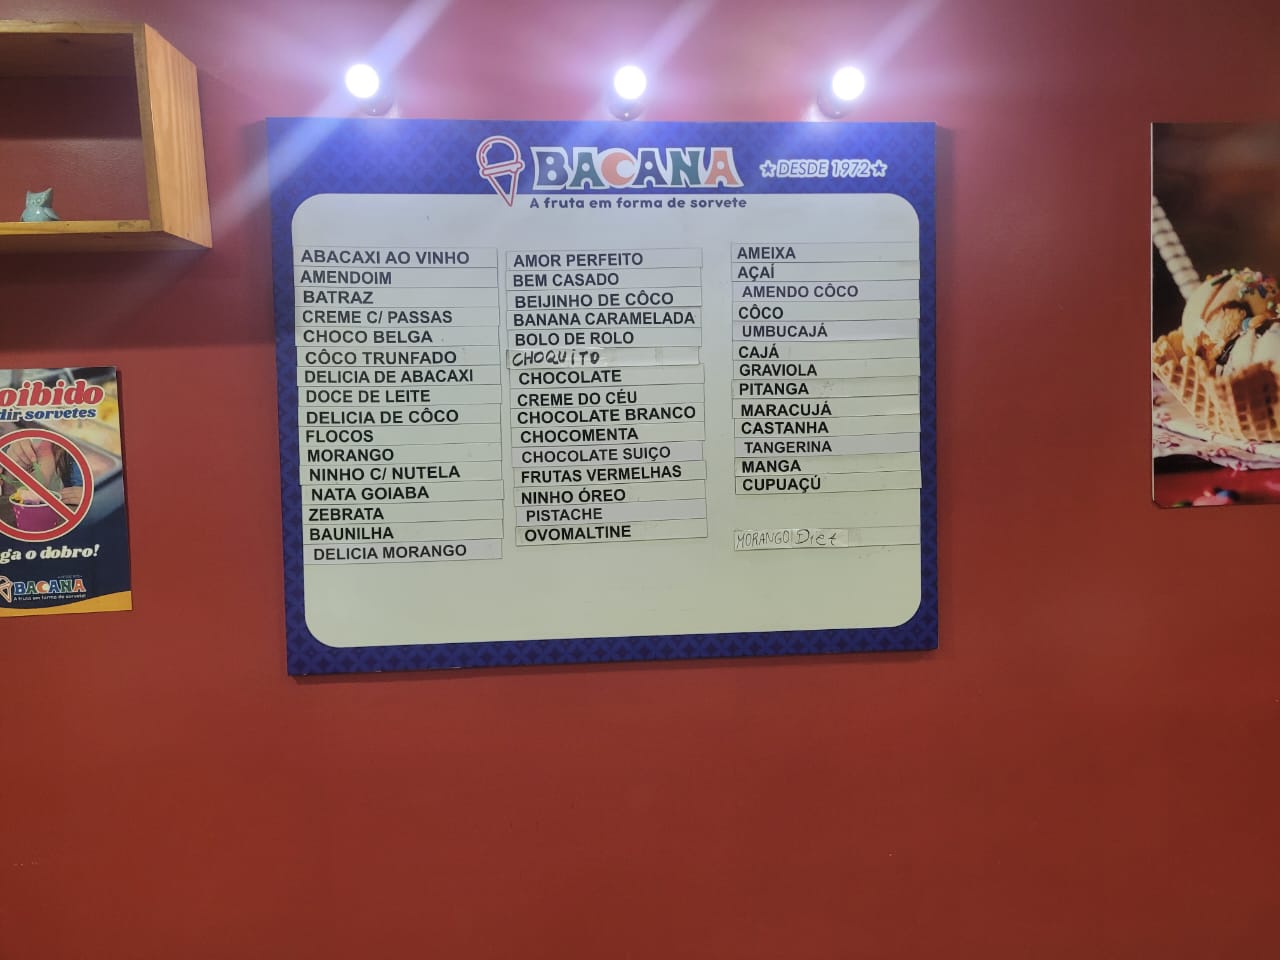 BACANA
★ DESDE 1972 ★
A fruta em forma de sorvete
ABACAXI AO VINHO
AMENDOIM
BATRAZ
CREME C/ PASSAS
CHOCO BELGA
CÔCO TRUNFADO
DELICIA DE ABACAXI
DOCE DE LEITE
DELICIA DE CÔCO
FLOCOS
MORANGO
NINHO C/ NUTELA
NATA GOIABA
ZEBRATA
BAUNILHA
DELICIA MORANGO
AMOR PERFEITO
BEM CASADO
BEIJINHO DE CÔCO
BANANA CARAMELADA
BOLO DE ROLO
CHOQUITO
CHOCOLATE
CREME DO CÉU
CHOCOLATE BRANCO
CHOCOMENTA
CHOCOLATE SUIÇO
FRUTAS VERMELHAS
NINHO ÓREO
PISTACHE
OVOMALTINE
AMEIXA
AÇAÍ
AMENDO CÔCO
CÔCO
UMBUCAJÁ
CAJÁ
GRAVIOLA
PITANGA
MARACUJÁ
CASTANHA
TANGERINA
MANGA
CUPUAÇÚ
MORANGO Diet
oibido
dir sorvetes
ga o dobro!
BACANA
A fruta em forma de sorvete!